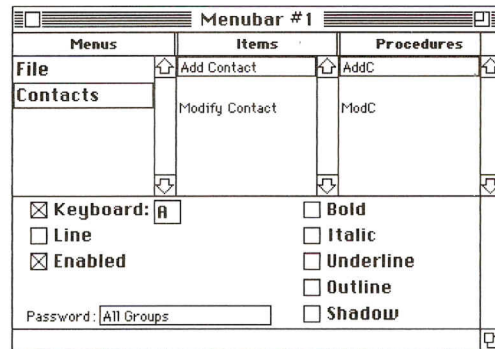 Menubar #1
Menus Items Procedures
File Add Contact AddC
Contacts
Modify Contact ModC
Keyboard: A Bold
Line Italic
Enabled Underline
Outline
Password: All Groups Shadow